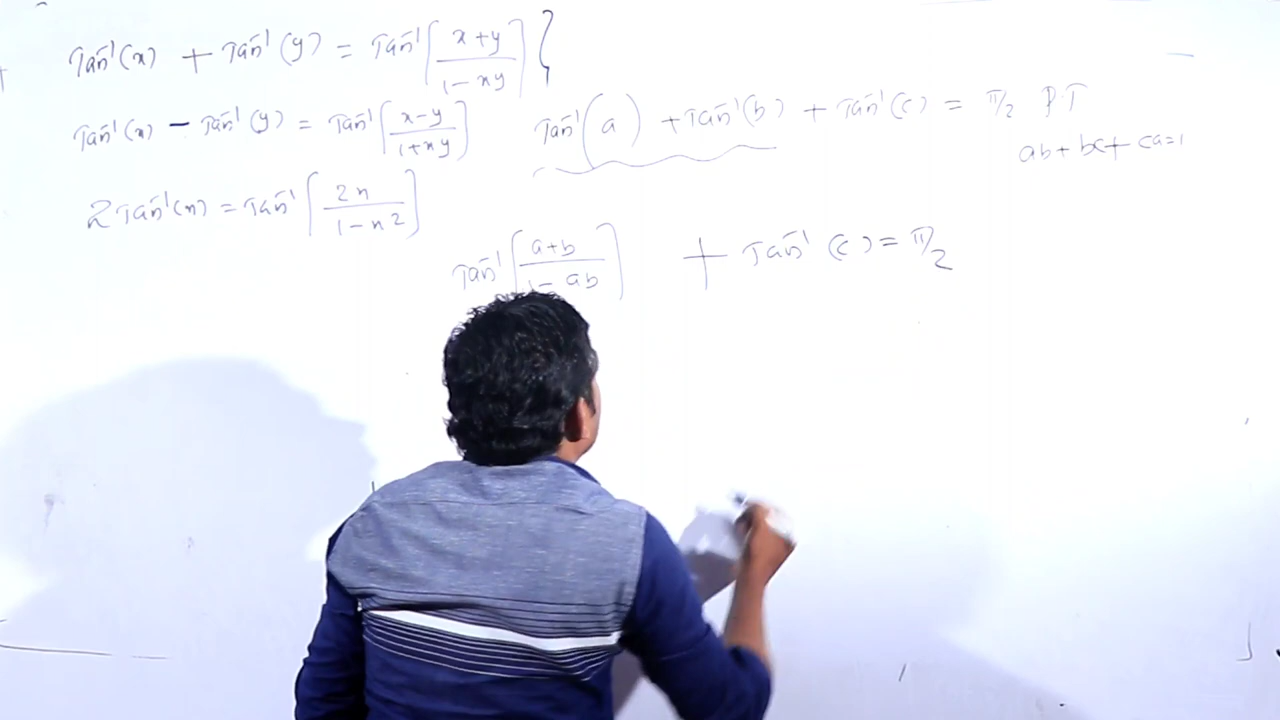 Tan⁻¹(x) + Tan⁻¹(y) = Tan⁻¹[x+y / 1-xy] }
Tan⁻¹(x) - Tan⁻¹(y) = Tan⁻¹[x-y / 1+xy]
2Tan⁻¹(x) = Tan⁻¹[2x / 1-x²]
Tan⁻¹(a) + Tan⁻¹(b) + Tan⁻¹(c) = π/2 P.T
ab+bc+ca=1
Tan⁻¹[a+b / 1-ab] + Tan⁻¹(c) = π/2